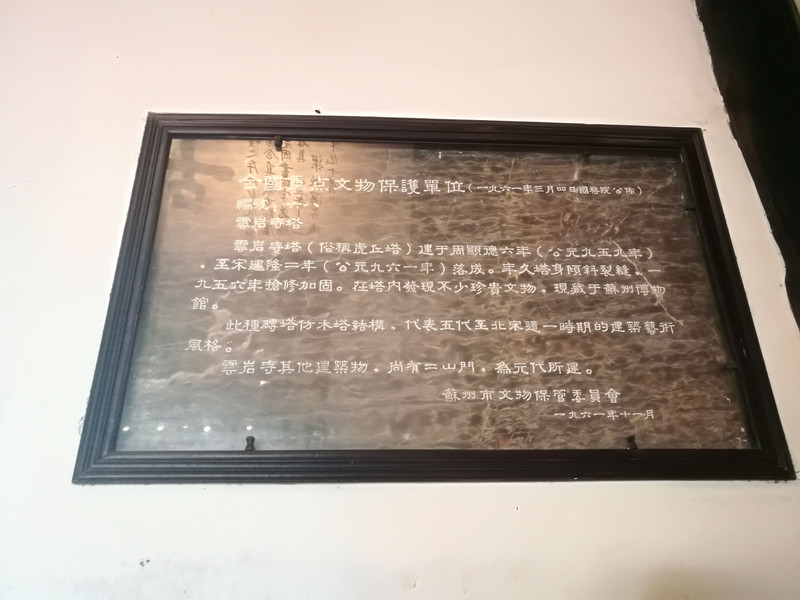 全國重点文物保護單位（一九六一年三月四日國務院公佈）
編號：六八
雲岩寺塔
雲岩寺塔（俗稱虎丘塔）建于周顯德六年（公元九五九年）
，至宋建隆二年（公元九六一年）落成。年久塔身傾斜裂縫，一
九五六年搶修加固。在塔内發現不少珍貴文物，現藏于蘇州博物
館。
此種磚塔仿木塔結構，代表五代至北宋這一時期的建築藝術
風格。
雲岩寺其他建築物，尚有二山門，為元代所建。
蘇州市文物保管委員會
一九六一年十一月